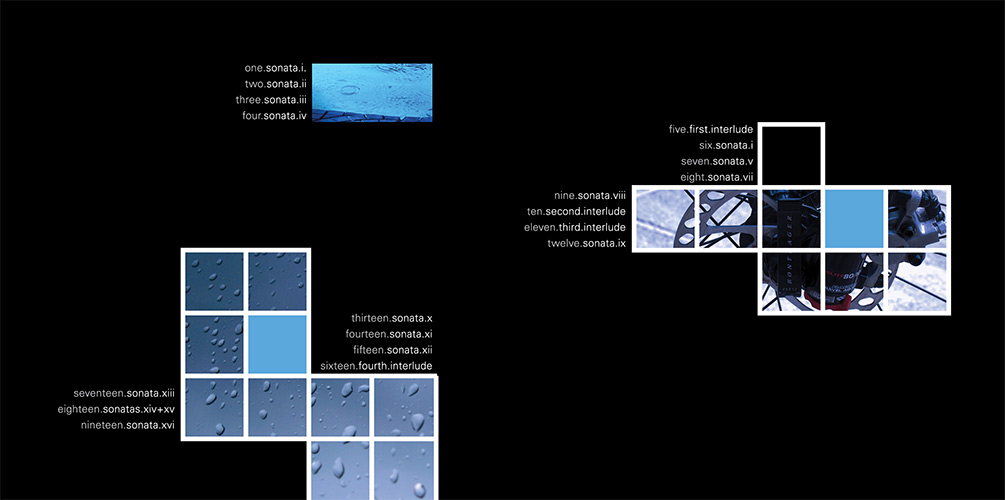 one.sonata.i.
two.sonata.ii
three.sonata.iii
four.sonata.iv
five.first.interlude
six.sonata.i
seven.sonata.v
eight.sonata.vii
nine.sonata.viii
ten.second.interlude
eleven.third.interlude
twelve.sonata.ix
thirteen.sonata.x
fourteen.sonata.xi
fifteen.sonata.xii
sixteen.fourth.interlude
seventeen.sonata.xiii
eighteen.sonatas.xiv+xv
nineteen.sonata.xvi